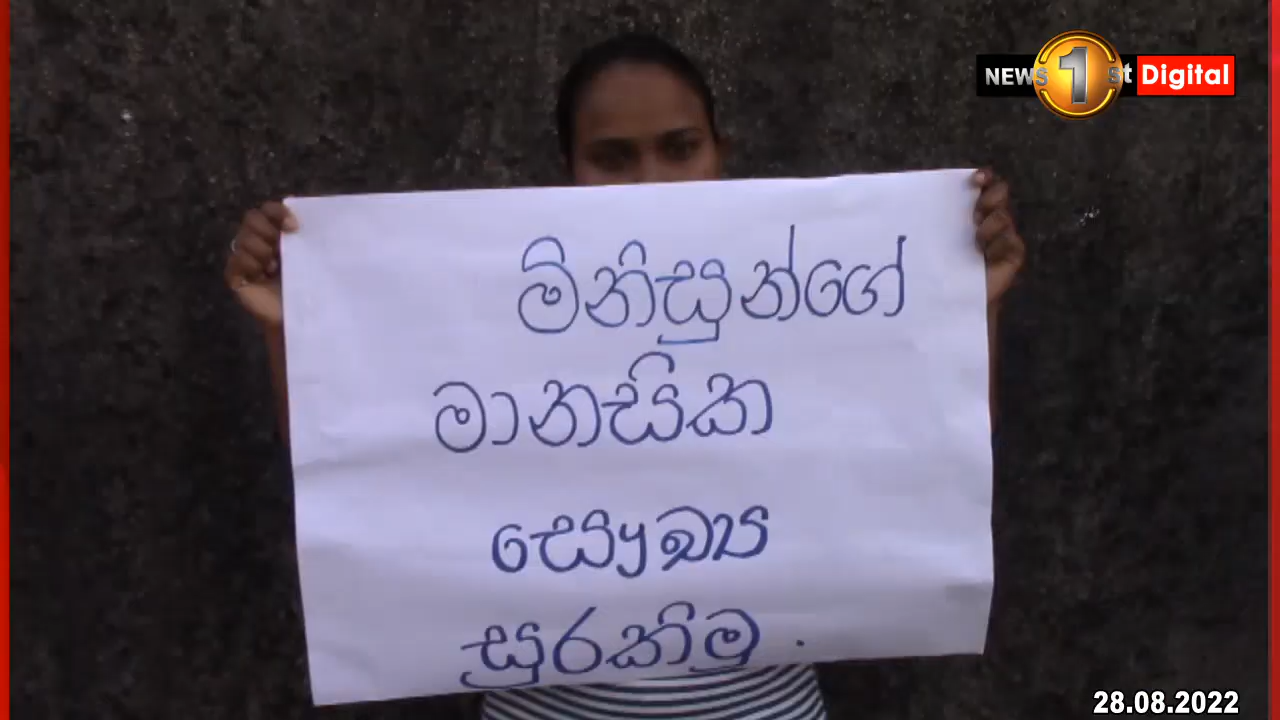 NEWS 1st Digital
මිනිසුන්ගේ
මානසික
සෞඛ්‍ය
සුරකිමු .
28.08.2022